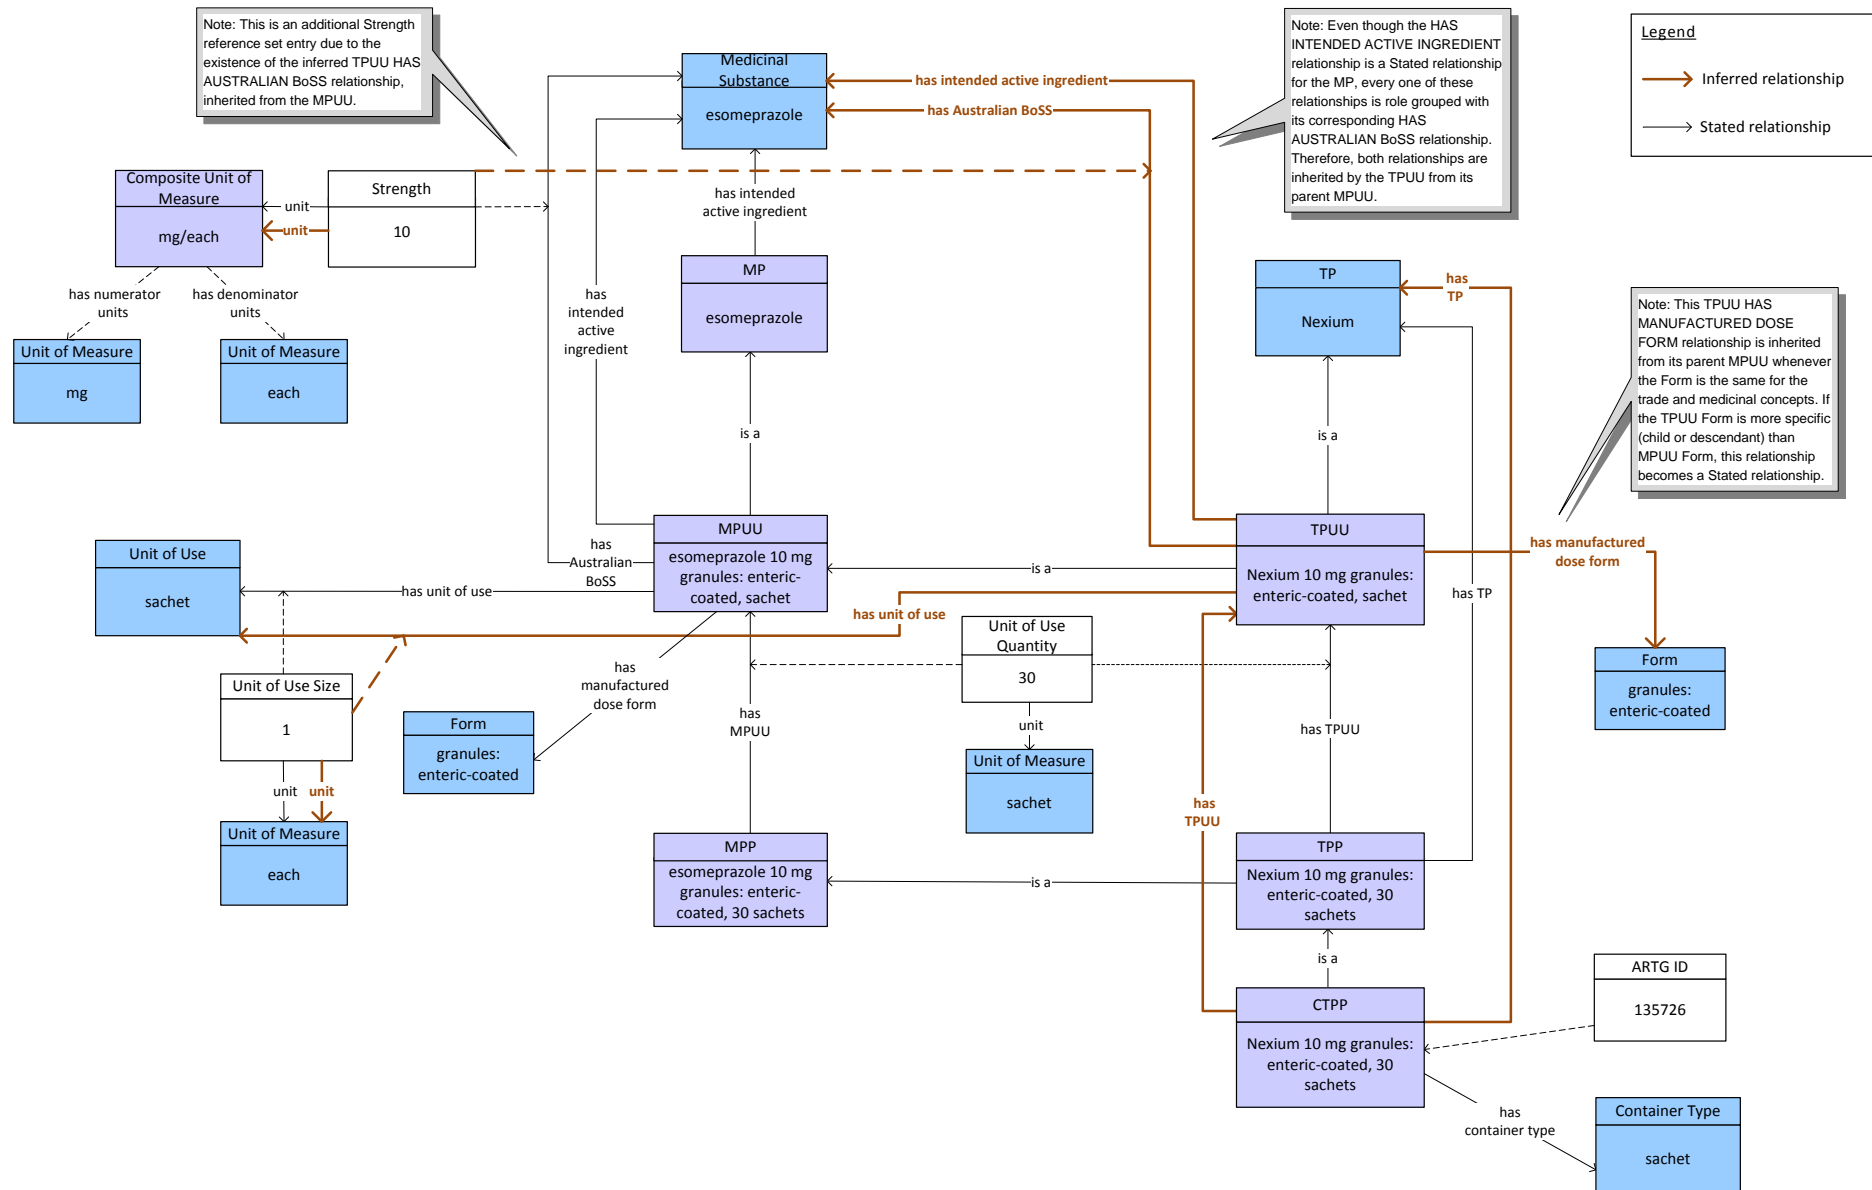 Note: This is an additional Strength
reference set entry due to the
existence of the inferred TPUU HAS
AUSTRALIAN BoSS relationship,
inherited from the MPUU.
Medicinal
Substance
esomeprazole
has intended active ingredient
has Australian BoSS
Note: Even though the HAS
INTENDED ACTIVE INGREDIENT
relationship is a Stated relationship
for the MP, every one of these
relationships is role grouped with
its corresponding HAS
AUSTRALIAN BoSS relationship.
Therefore, both relationships are
inherited by the TPUU from its
parent MPUU.
Legend
Inferred relationship
Stated relationship
Composite Unit of
Measure
mg/each
unit
unit
Strength
10
has intended
active ingredient
has numerator
units
has denominator
units
Unit of Measure
mg
Unit of Measure
each
has
intended
active
ingredient
MP
esomeprazole
TP
Nexium
has
TP
Note: This TPUU HAS
MANUFACTURED DOSE
FORM relationship is inherited
from its parent MPUU whenever
the Form is the same for the
trade and medicinal concepts. If
the TPUU Form is more specific
(child or descendant) than
MPUU Form, this relationship
becomes a Stated relationship.
is a
is a
Unit of Use
sachet
has unit of use
has
Australian
BoSS
MPUU
esomeprazole 10 mg
granules: enteric-
coated, sachet
is a
has unit of use
TPUU
Nexium 10 mg granules:
enteric-coated, sachet
has TP
has manufactured
dose form
Unit of Use Size
1
unit
unit
Unit of Measure
each
Form
granules:
enteric-coated
has
manufactured
dose form
has
MPUU
Unit of Use
Quantity
30
unit
Unit of Measure
sachet
has TPUU
has
TPUU
Form
granules:
enteric-coated
MPP
esomeprazole 10 mg
granules: enteric-
coated, 30 sachets
is a
TPP
Nexium 10 mg granules:
enteric-coated, 30
sachets
is a
CTPP
Nexium 10 mg granules:
enteric-coated, 30
sachets
ARTG ID
135726
has
container type
Container Type
sachet